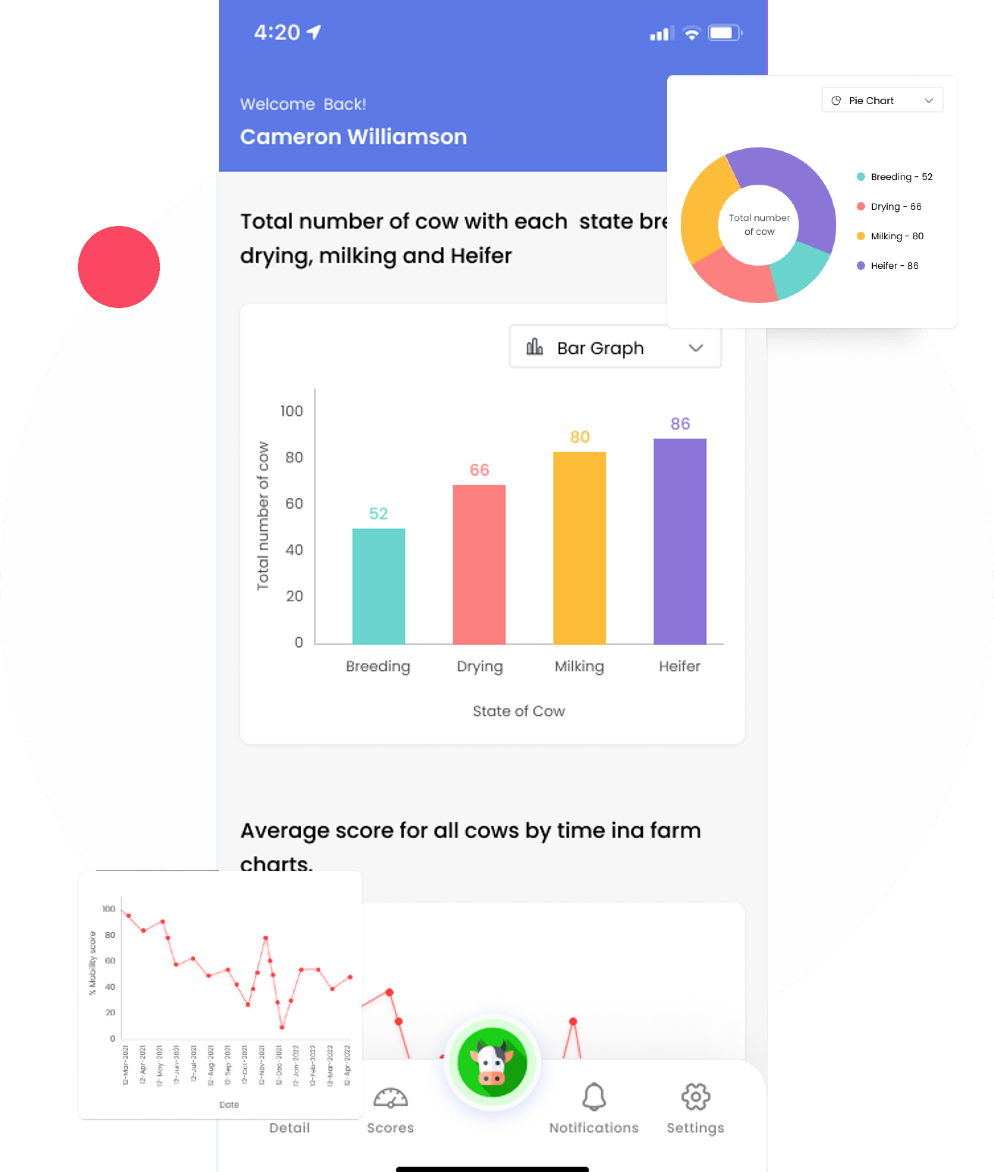 4:20
Welcome Back!
Cameron Williamson
Pie Chart
Total number
of cow
Breeding - 52
Drying - 66
Milking - 80
Heifer - 86
Total number of cow with each state bre
drying, milking and Heifer
Bar Graph
Total number of cow
100
80
60
40
20
0
52
66
80
86
Breeding
Drying
Milking
Heifer
State of Cow
Average score for all cows by time ina farm
charts.
% Mobility score
100
80
60
40
20
0
12-Mar-2021
12-Apr-2021
12-May-2021
12-Jun-2021
12-Jul-2021
12-Aug-2021
12-Sep-2021
12-Oct-2021
12-Nov-2021
12-Dec-2021
12-Jan-2022
12-Feb-2022
12-Mar-2022
12-Apr-2022
Date
Detail
Scores
Notifications
Settings